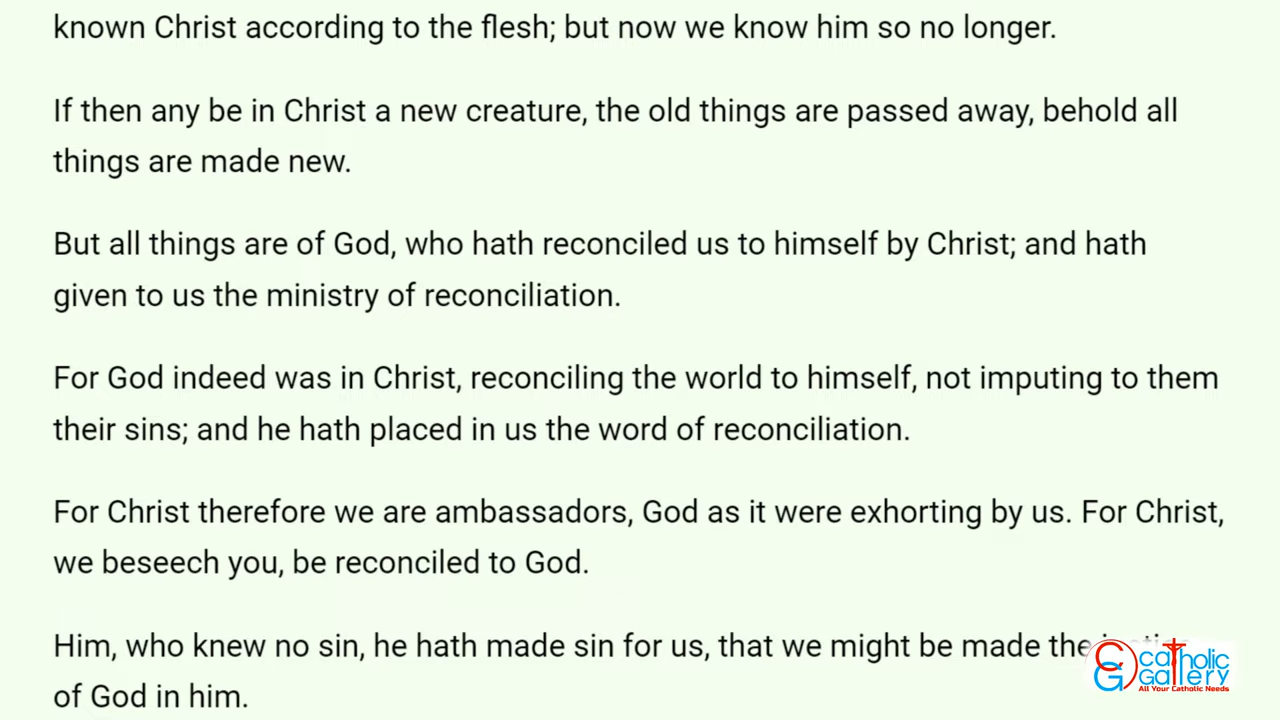 known Christ according to the flesh; but now we know him so no longer.
If then any be in Christ a new creature, the old things are passed away, behold all
things are made new.
But all things are of God, who hath reconciled us to himself by Christ; and hath
given to us the ministry of reconciliation.
For God indeed was in Christ, reconciling the world to himself, not imputing to them
their sins; and he hath placed in us the word of reconciliation.
For Christ therefore we are ambassadors, God as it were exhorting by us. For Christ,
we beseech you, be reconciled to God.
Him, who knew no sin, he hath made sin for us, that we might be made the
of God in him.
catholic
Gallery
All Your Catholic Needs